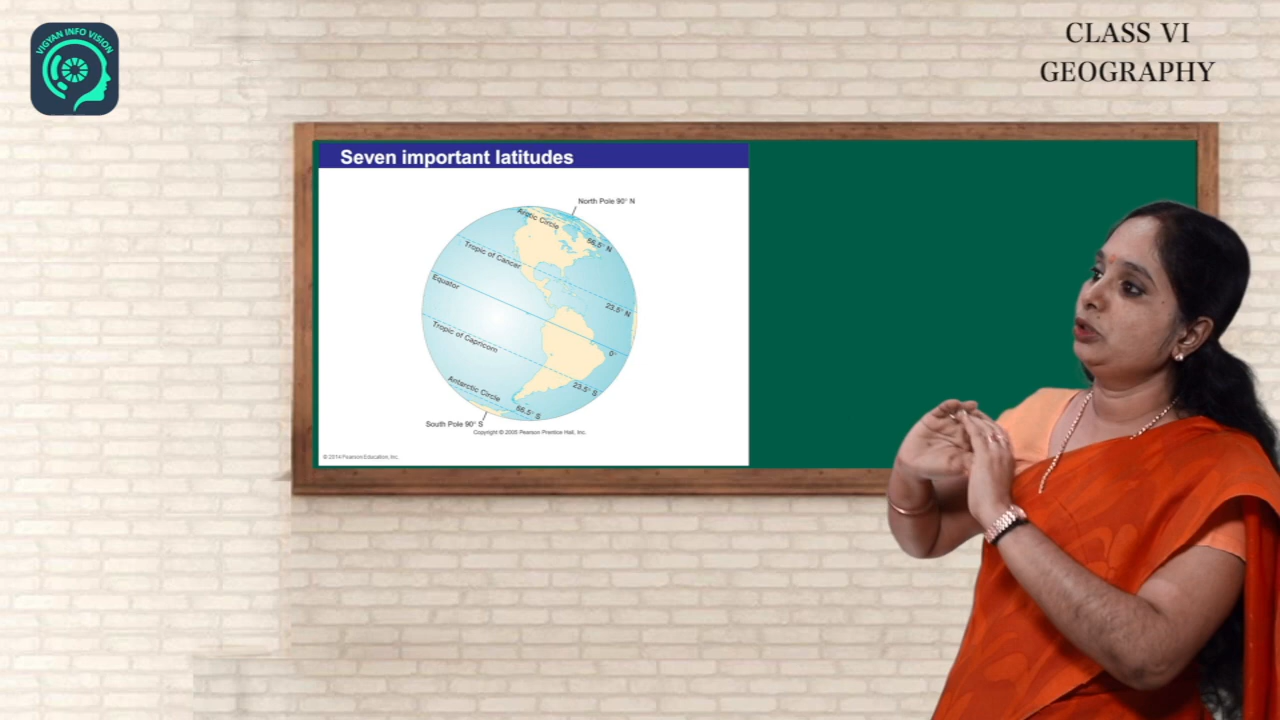 VIGYAN INFO VISION
CLASS VI
GEOGRAPHY
Seven important latitudes
North Pole 90° N
Arctic Circle
66.5° N
Tropic of Cancer
Equator
23.5° N
Tropic of Capricorn
0°
Antarctic Circle
23.5° S
66.5° S
South Pole 90° S
Copyright © 2005 Pearson Prentice Hall, Inc.
© 2014 Pearson Education, Inc.